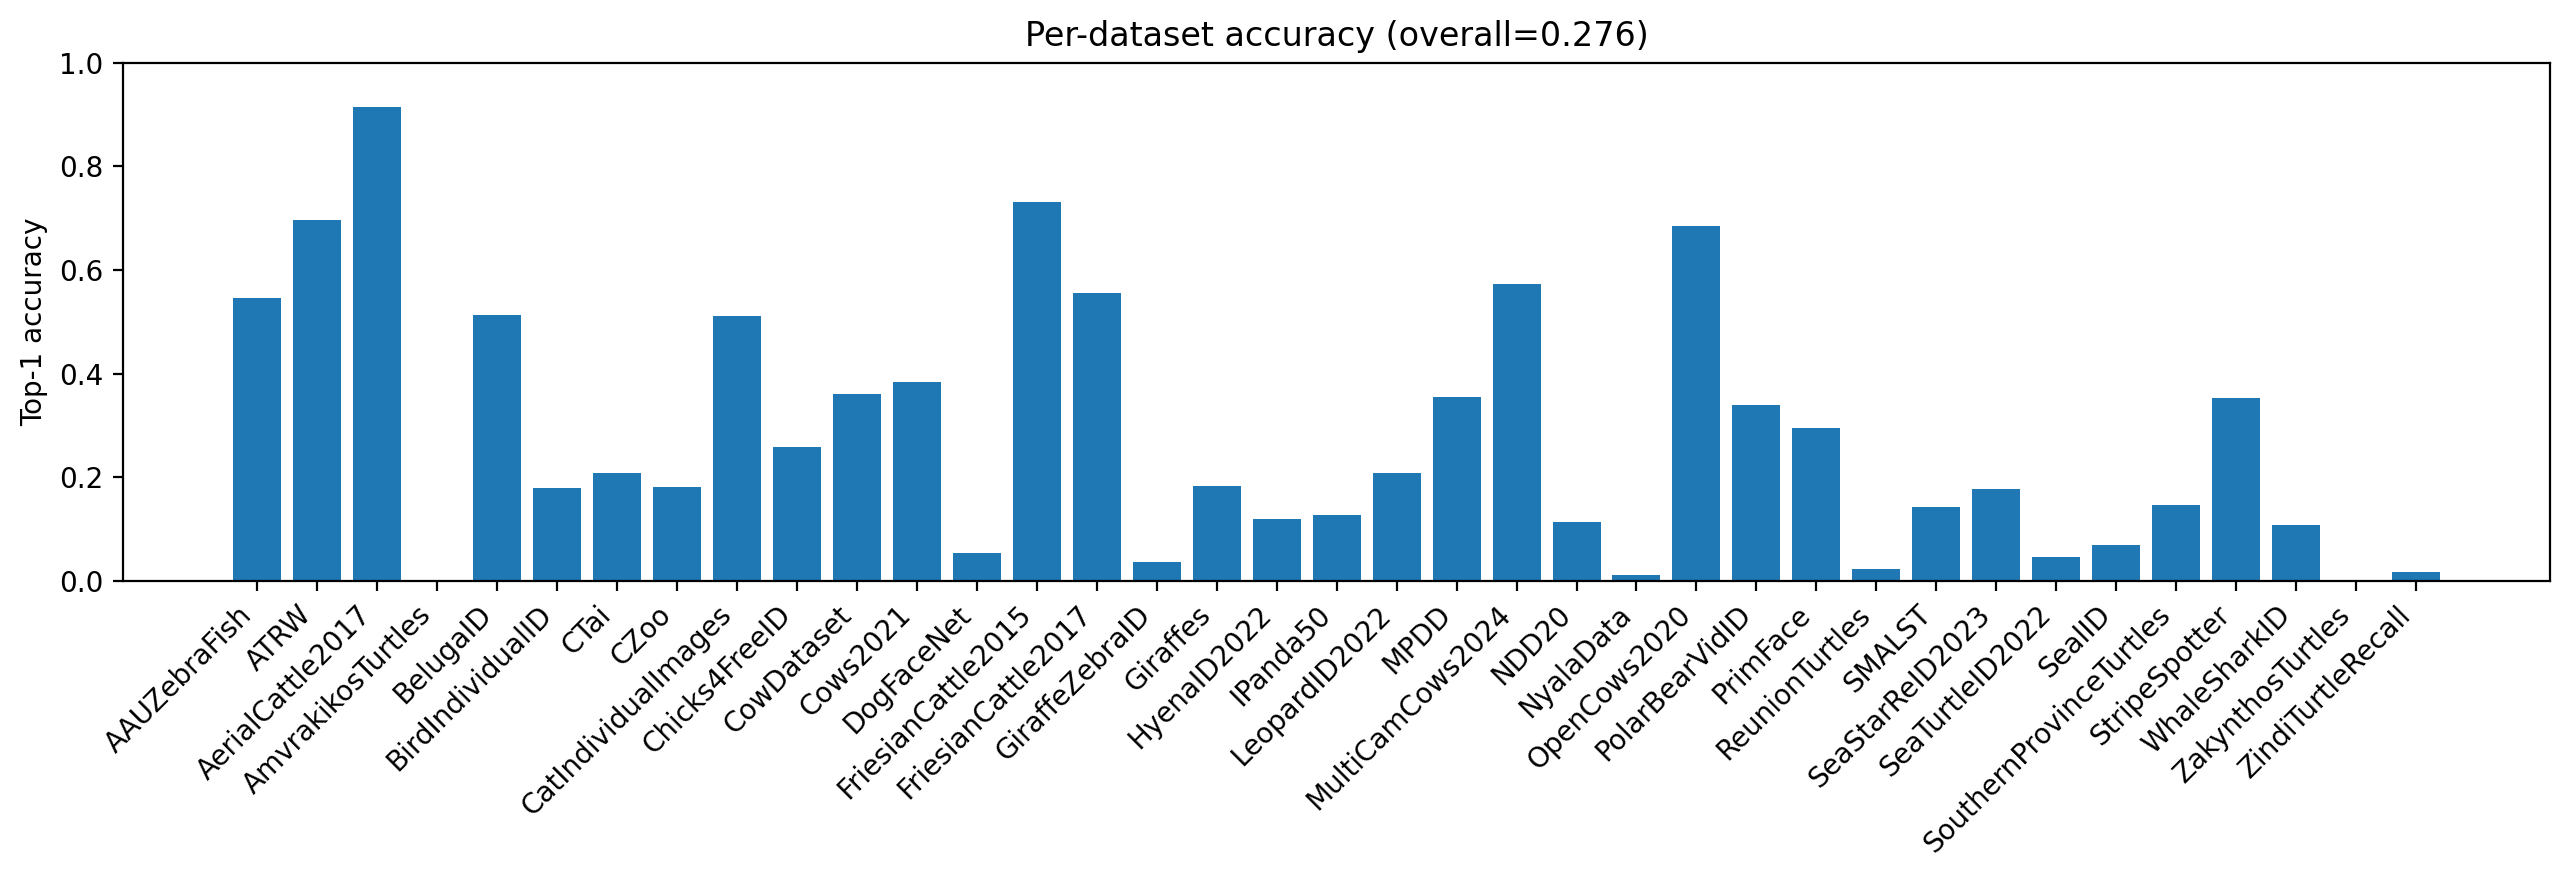 Per-dataset accuracy (overall=0.276)
Top-1 accuracy
1.0
0.8
0.6
0.4
0.2
0.0
AAUZebraFish
ATRW
AerialCattle2017
AmvrakikosTurtles
BelugaID
BirdIndividualID
CTai
CZoo
CatIndividualImages
Chicks4FreeID
CowDataset
Cows2021
DogFaceNet
FriesianCattle2015
FriesianCattle2017
GiraffeZebraID
Giraffes
HyenaID2022
IPanda50
LeopardID2022
MPDD
MultiCamCows2024
NDD20
NyalaData
OpenCows2020
PolarBearVidID
PrimFace
ReunionTurtles
SMALST
SeaStarReID2023
SeaTurtleID2022
SealID
SouthernProvinceTurtles
StripeSpotter
WhaleSharkID
ZakynthosTurtles
ZindiTurtleRecall